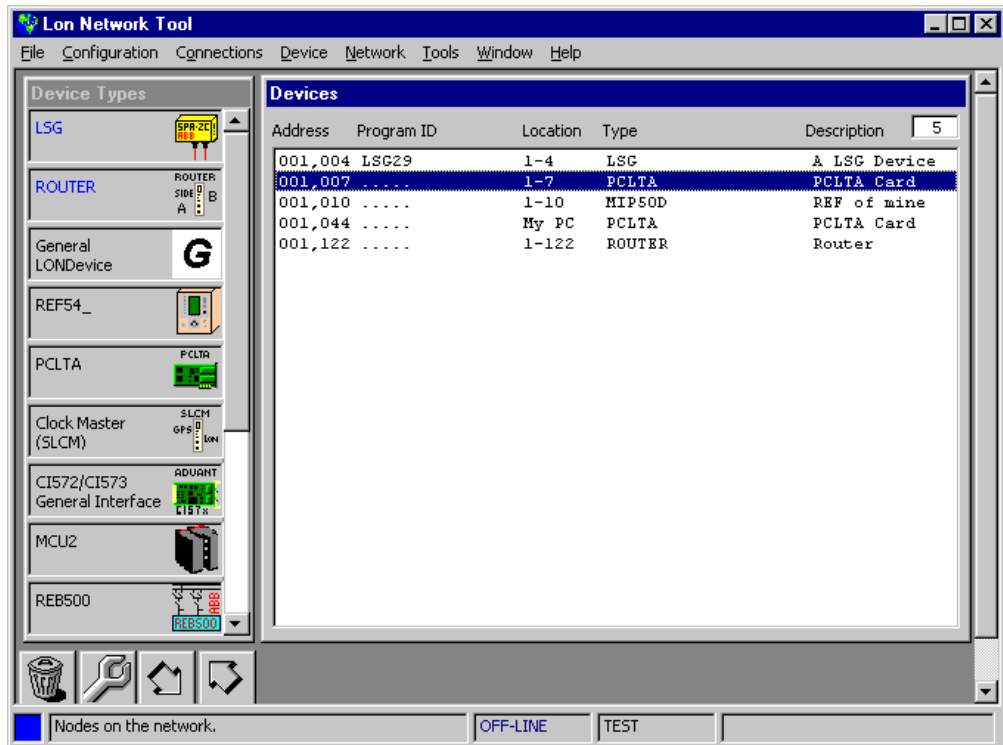 Lon Network Tool
File Configuration Connections Device Network Tools Window Help
Device Types
LSG
SPA-ZC
ABB
ROUTER
ROUTER
SIDE B
A
General
LONDevice
G
REF54_
PCLTA
PCLTA
Clock Master
(SLCM)
SLCM
GPS
LON
CI572/CI573
General Interface
ADVANT
CI57x
MCU2
REB500
ABB
REB500
Devices
Address Program ID Location Type Description 5
001,004 LSG29 1-4 LSG A LSG Device
001,007 ..... 1-7 PCLTA PCLTA Card
001,010 ..... 1-10 MIP50D REF of mine
001,044 ..... My PC PCLTA PCLTA Card
001,122 ..... 1-122 ROUTER Router
Nodes on the network. OFF-LINE TEST